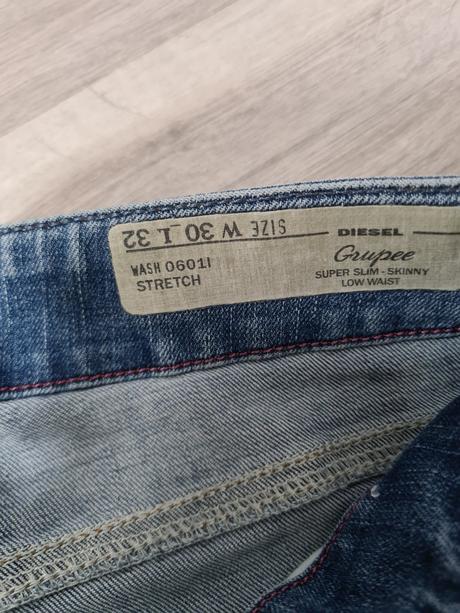 SIZE W 30 L 32
WASH 0601I
STRETCH
DIESEL
Grupee
SUPER SLIM - SKINNY
LOW WAIST